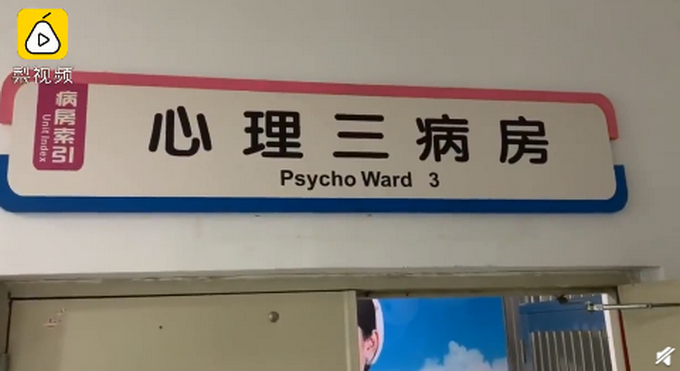 梨视频
病房索引
Unit Index
心理三病房
Psycho Ward 3